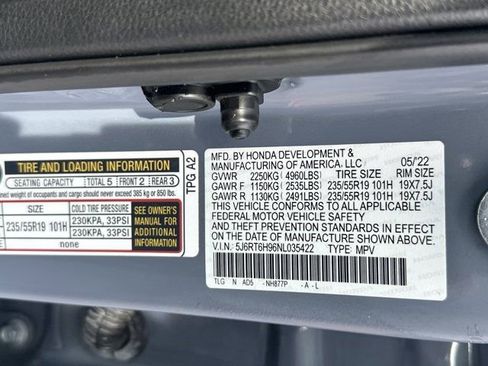 TIRE AND LOADING INFORMATION
SEATING CAPACITY TOTAL 5 FRONT 2 REAR 3
of occupants and cargo should never exceed 385 kg or 850 lbs.
SIZE COLD TIRE PRESSURE
235/55R19 101H 230KPA, 33PSI
230KPA, 33PSI
none
SEE OWNER'S
MANUAL FOR
ADDITIONAL
INFORMATION
TPG A2
MFD. BY HONDA DEVELOPMENT & 05/22
MANUFACTURING OF AMERICA, LLC
GVWR 2250KG( 4960LBS) TIRE SIZE RIM SIZE
GAWR F 1150KG( 2535LBS) 235/55R19 101H 19X7.5J
GAWR R 1130KG( 2491LBS) 235/55R19 101H 19X7.5J
THIS VEHICLE CONFORMS TO ALL APPLICABLE
FEDERAL MOTOR VEHICLE SAFETY
AND THEFT PREVENTION STANDARDS IN EFFECT
ON THE DATE OF MANUFACTURE SHOWN ABOVE.
V.I.N.: 5J6RT6H96NL035422 TYPE: MPV
TLG N AD5 -NH877P -A-L